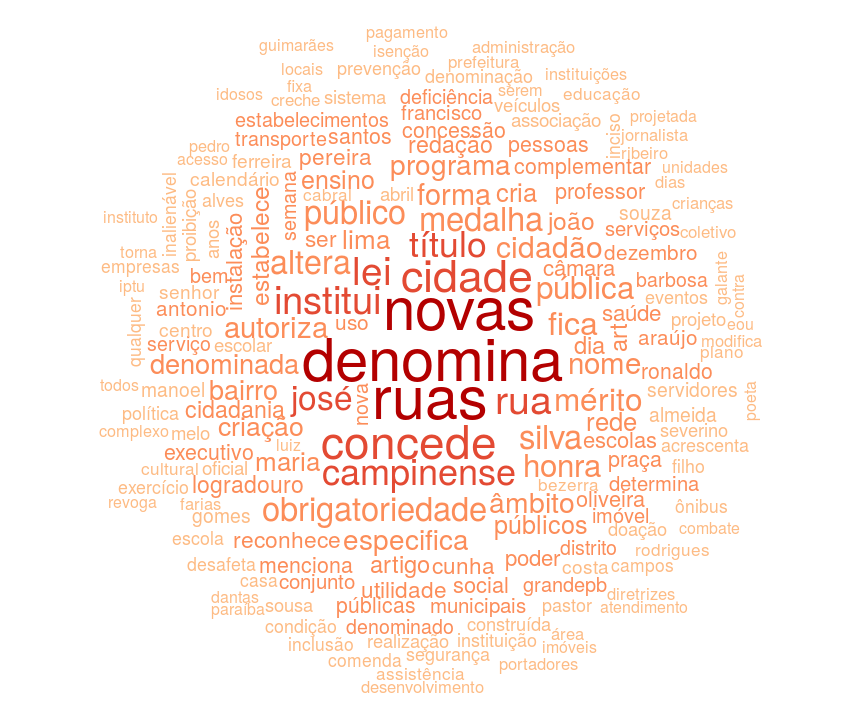 pagamento
guimarães
isenção
administração
prefeitura
locais
prevenção
denominação
instituições
fixa
serem
idosos
creche
sistema
deficiência
veículos
educação
francisco
associação
projetada
estabelecimentos
concessão
inciso
jornalista
transporte
santos
redação
pessoas
pedro
ribeiro
acesso
ferreira
pereira
programa
complementar
unidades
calendário
ensino
dias
inalienável
proibição
alves
estabelece
semana
cabral
abril
forma
cria
professor
crianças
instituto
anos
instalação
público
medalha
joão
souza
serviços
coletivo
ser
lima
título
cidadão
dezembro
torna
empresas
bem
altera
lei
cidade
câmara
pública
barbosa
galante
contra
iptu
senhor
institui
novas
eventos
antonio
saúde
centro
autoriza
uso
fica
art
projeto
eou
qualquer
serviço
escolar
dia
araújo
modifica
plano
denominada
denomina
nome
ronaldo
todos
manoel
bairro
josé
nova
ruas
rua
mérito
servidores
poeta
política
cidadania
rede
almeida
complexo
melo
criação
concede
silva
escolas
severino
luiz
acrescenta
executivo
maria
campinense
honra
praça
filho
cultural
oficial
exercício
logradouro
bezerra
determina
revoga
farias
gomes
obrigatoriedade
âmbito
oliveira
imóvel
ônibus
públicos
doação
combate
escola
reconhece
especifica
distrito
rodrigues
desafeta
menciona
artigo
cunha
poder
costa
campos
casa
conjunto
utilidade
social
grandepb
dantas
diretrizes
paraíba
sousa
públicas
municipais
pastor
atendimento
condição
denominado
construída
área
inclusão
realização
instituição
imóveis
comenda
segurança
portadores
assistência
desenvolvimento